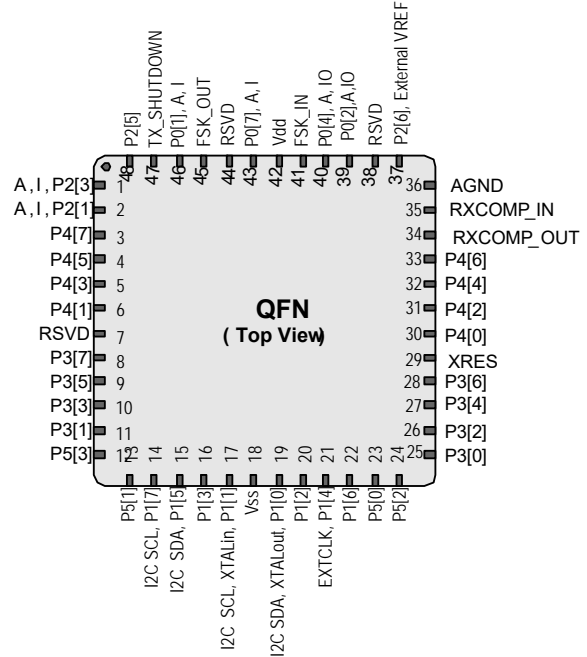 P2[5]
TX_SHUTDOWN
P0[1], A, I
FSK_OUT
RSVD
P0[7], A, I
Vdd
FSK_IN
P0[4], A, IO
P0[2],A,IO
RSVD
P2[6], External VREF
48 47 46 45 44 43 42 41 40 39 38 37
A, I, P2[3] 1
A, I, P2[1] 2
P4[7] 3
P4[5] 4
P4[3] 5
P4[1] 6
RSVD 7
P3[7] 8
P3[5] 9
P3[3] 10
P3[1] 11
P5[3] 12
QFN
( Top View)
36 AGND
35 RXCOMP_IN
34 RXCOMP_OUT
33 P4[6]
32 P4[4]
31 P4[2]
30 P4[0]
29 XRES
28 P3[6]
27 P3[4]
26 P3[2]
25 P3[0]
13 14 15 16 17 18 19 20 21 22 23 24
P5[1]
I2C SCL, P1[7]
I2C SDA, P1[5]
P1[3]
I2C SCL, XTALin, P1[1]
Vss
I2C SDA, XTALout, P1[0]
P1[2]
EXTCLK, P1[4]
P1[6]
P5[0]
P5[2]